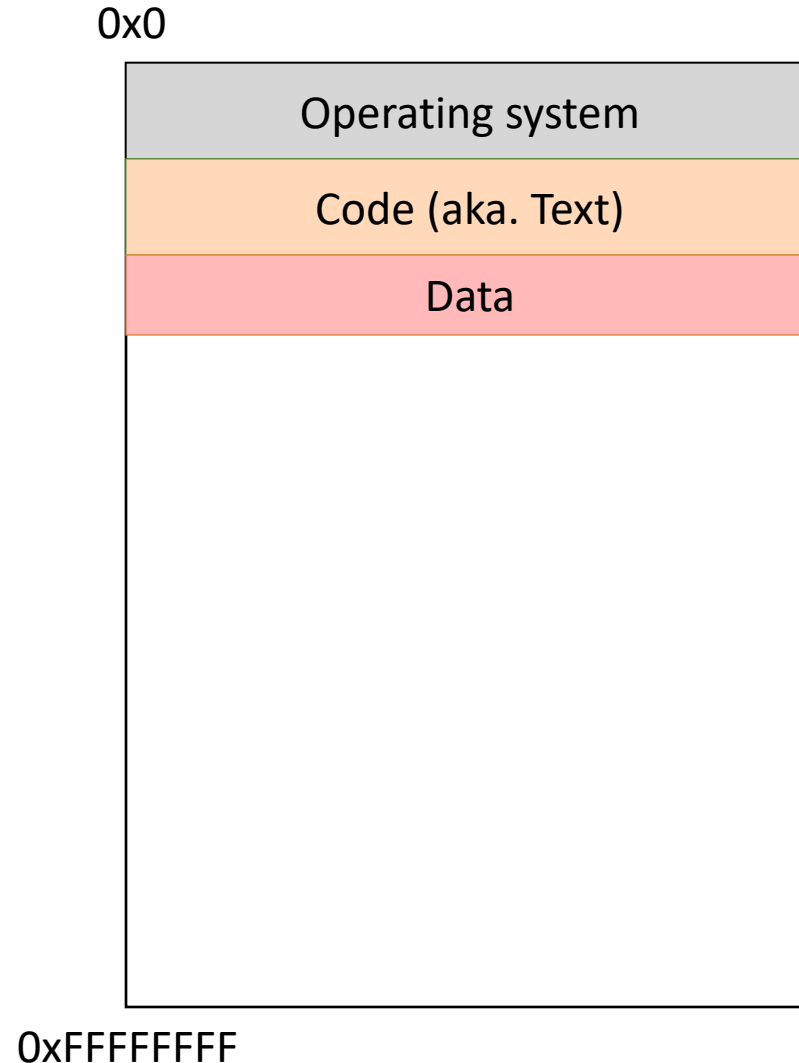 0x0
Operating system
Code (aka. Text)
Data
0xFFFFFFFF